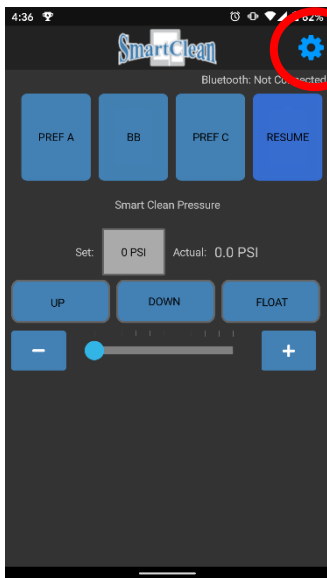 4:36 62%
SmartClean
Bluetooth: Not Connected
PREF A BB PREF C RESUME
Smart Clean Pressure
Set: 0 PSI Actual: 0.0 PSI
UP DOWN FLOAT
− +